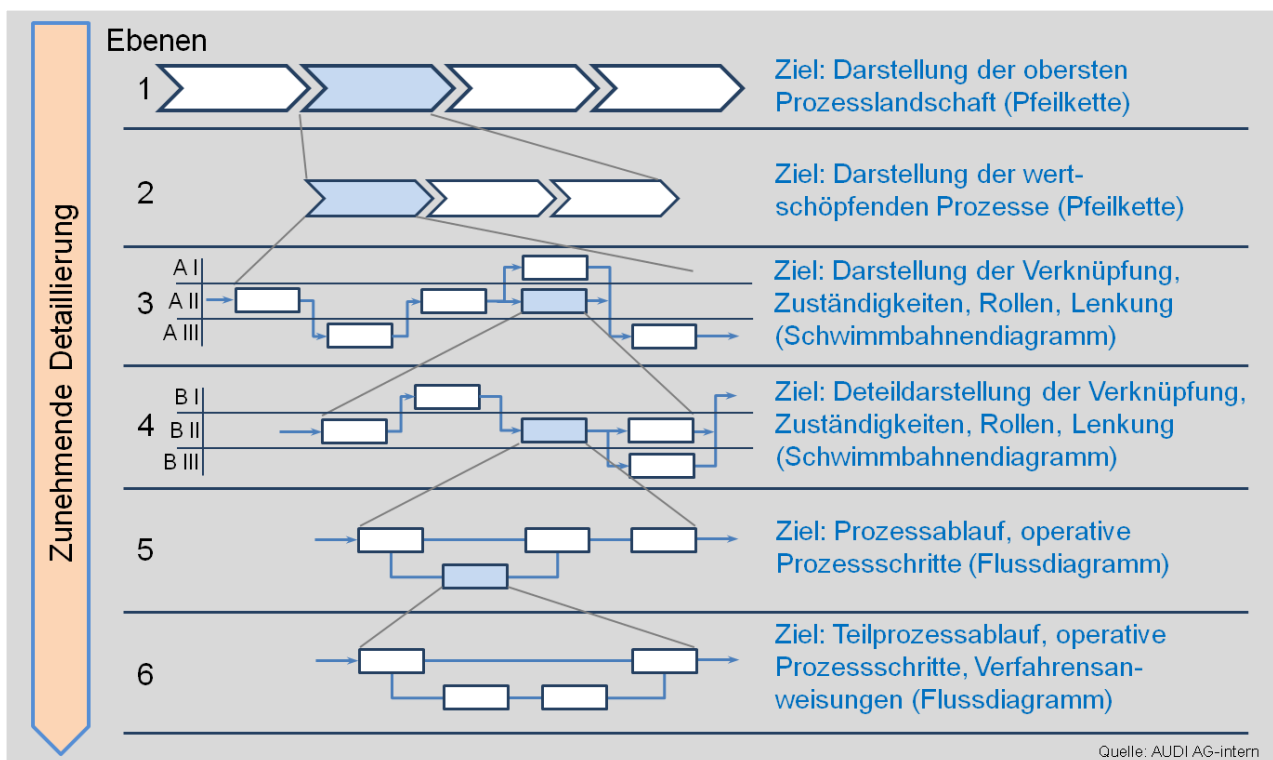 Ebenen
Zunehmende Detaillierung
1
Ziel: Darstellung der obersten
Prozesslandschaft (Pfeilkette)
2
Ziel: Darstellung der wert-
schöpfenden Prozesse (Pfeilkette)
3
A I
A II
A III
Ziel: Darstellung der Verknüpfung,
Zuständigkeiten, Rollen, Lenkung
(Schwimmbahnendiagramm)
4
B I
B II
B III
Ziel: Deteildarstellung der Verknüpfung,
Zuständigkeiten, Rollen, Lenkung
(Schwimmbahnendiagramm)
5
Ziel: Prozessablauf, operative
Prozessschritte (Flussdiagramm)
6
Ziel: Teilprozessablauf, operative
Prozessschritte, Verfahrensan-
weisungen (Flussdiagramm)
Quelle: AUDI AG-intern